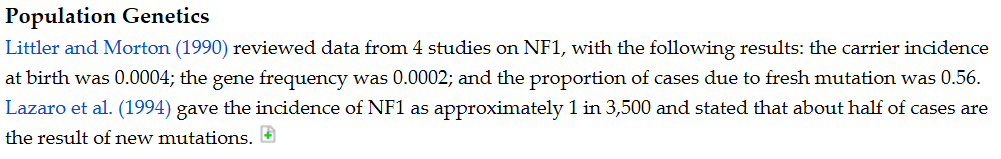 Population Genetics
Littler and Morton (1990) reviewed data from 4 studies on NF1, with the following results: the carrier incidence
at birth was 0.0004; the gene frequency was 0.0002; and the proportion of cases due to fresh mutation was 0.56.
Lazaro et al. (1994) gave the incidence of NF1 as approximately 1 in 3,500 and stated that about half of cases are
the result of new mutations.